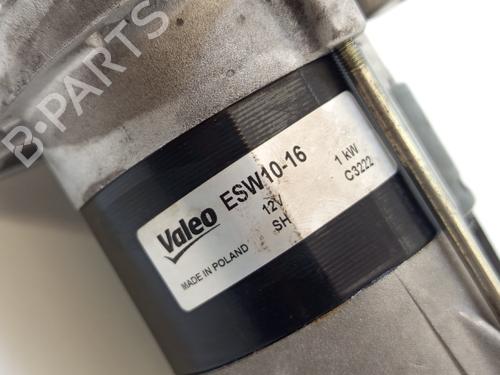 B-PARTS
Valeo ESW10-16 1 kW
12V C3222
SH
MADE IN POLAND